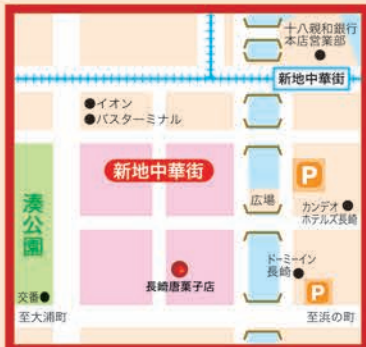 十八親和銀行
本店営業部
新地中華街
イオン
バスターミナル
新地中華街
湊公園
広場
P
カンデオ
ホテルズ長崎
ドーミーイン
長崎
長崎唐菓子店
P
交番
至大浦町
至浜の町